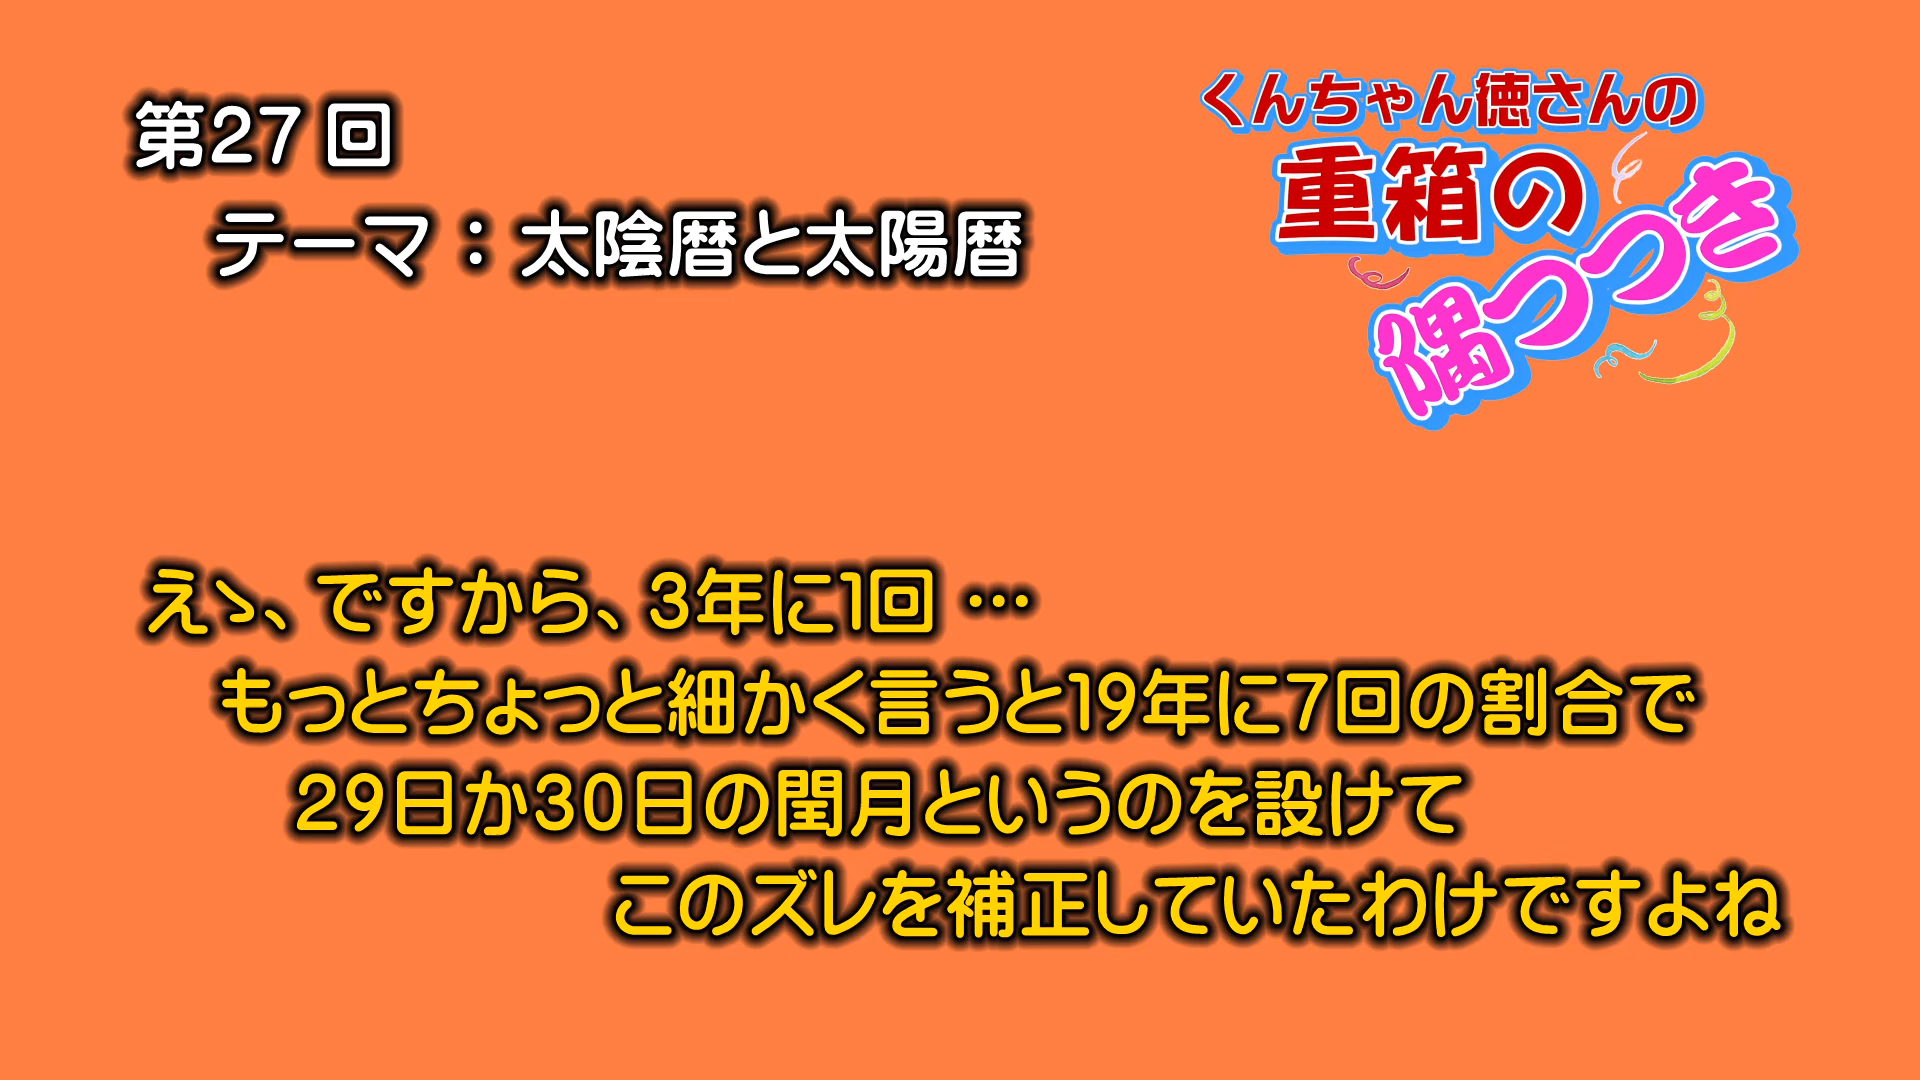 第27回
テーマ：太陰暦と太陽暦
くんちゃん徳さんの
重箱の
隅つつき
えゝ、ですから、3年に1回…
もっとちょっと細かく言うと19年に7回の割合で
29日か30日の閏月というのを設けて
このズレを補正していたわけですよね